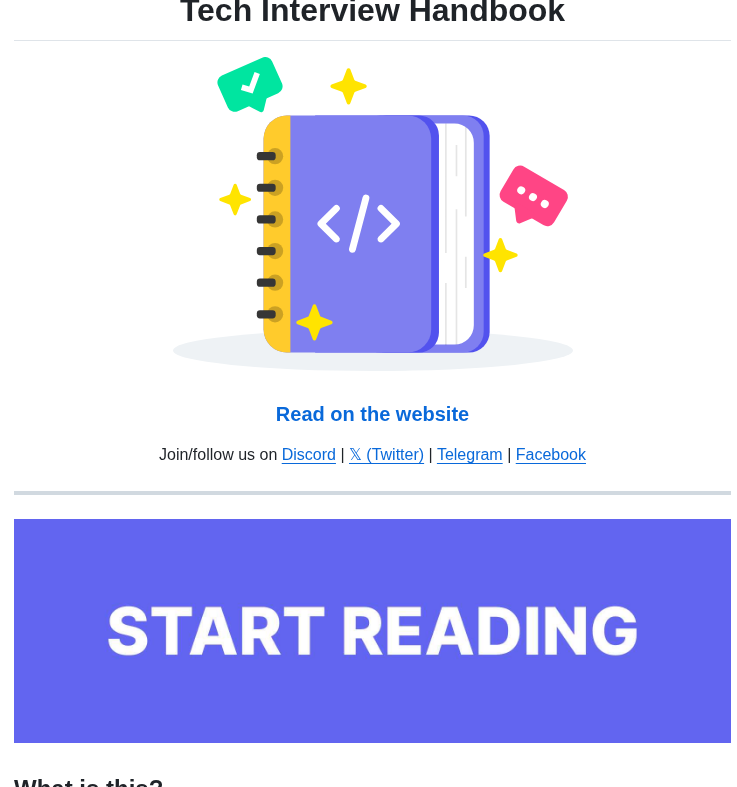 Tech Interview Handbook
</>
Read on the website
Join/follow us on Discord | 𝕏 (Twitter) | Telegram | Facebook
START READING
What is this?